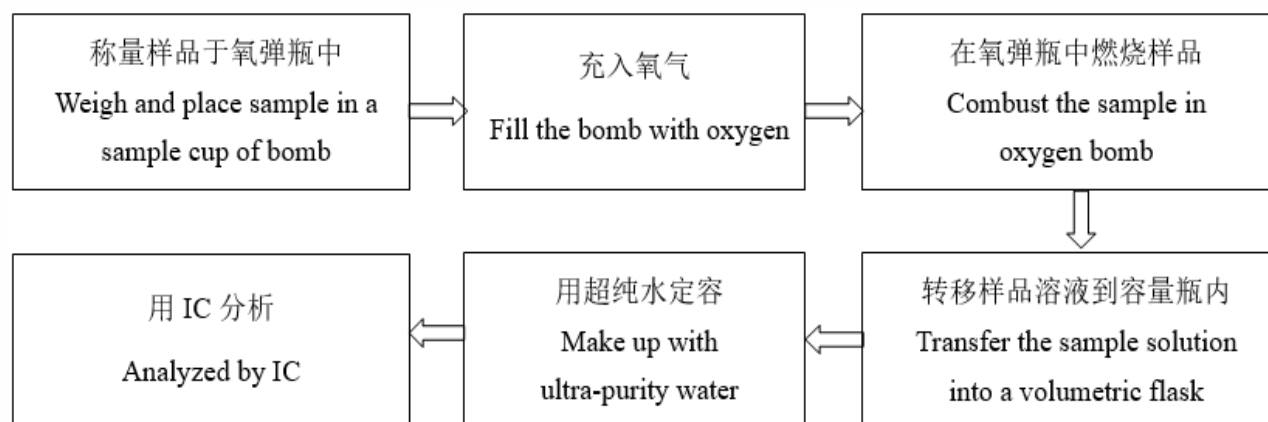 称量样品于氧弹瓶中
Weigh and place sample in a
sample cup of bomb
充入氧气
Fill the bomb with oxygen
在氧弹瓶中燃烧样品
Combust the sample in
oxygen bomb
转移样品溶液到容量瓶内
Transfer the sample solution
into a volumetric flask
用超纯水定容
Make up with
ultra-purity water
用 IC 分析
Analyzed by IC